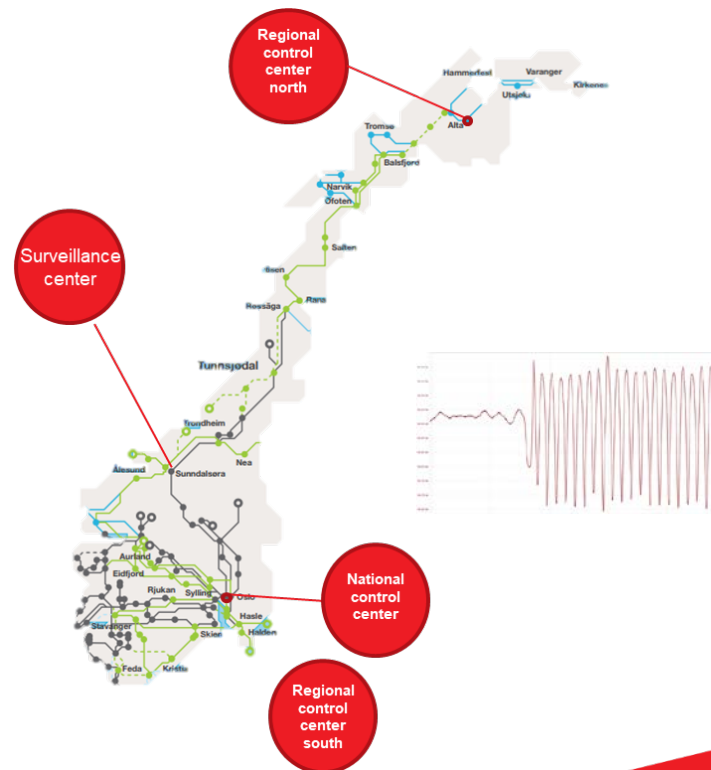 Regional
control
center
north
Hammerfest
Varanger
Kirkenes
Utsjoki
Alta
Tromsø
Balsfjord
Narvik
Ofoten
Surveillance
center
Salten
Rana
Røssåga
Tunnsjødal
Trondheim
Nea
Ålesund
Sunndalsøra
Aurland
Eidfjord
Rjukan
Sylling
Oslo
National
control
center
Hasle
Stavanger
Skien
Halden
Feda
Regional
control
center
south